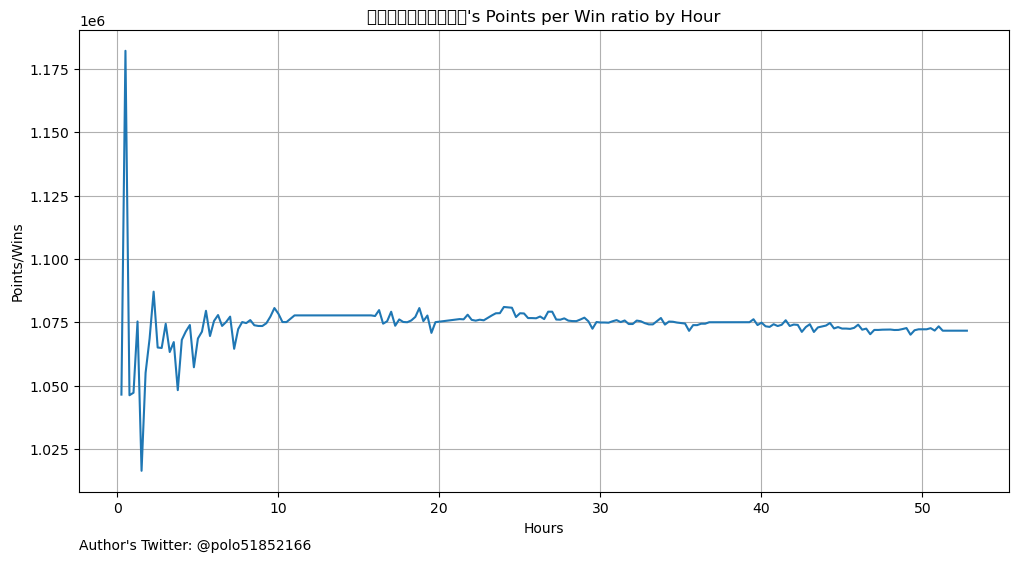 1e6
's Points per Win ratio by Hour
1.175
1.150
1.125
1.100
1.075
1.050
1.025
Points/Wins
0 10 20 30 40 50
Hours
Author's Twitter: @polo51852166